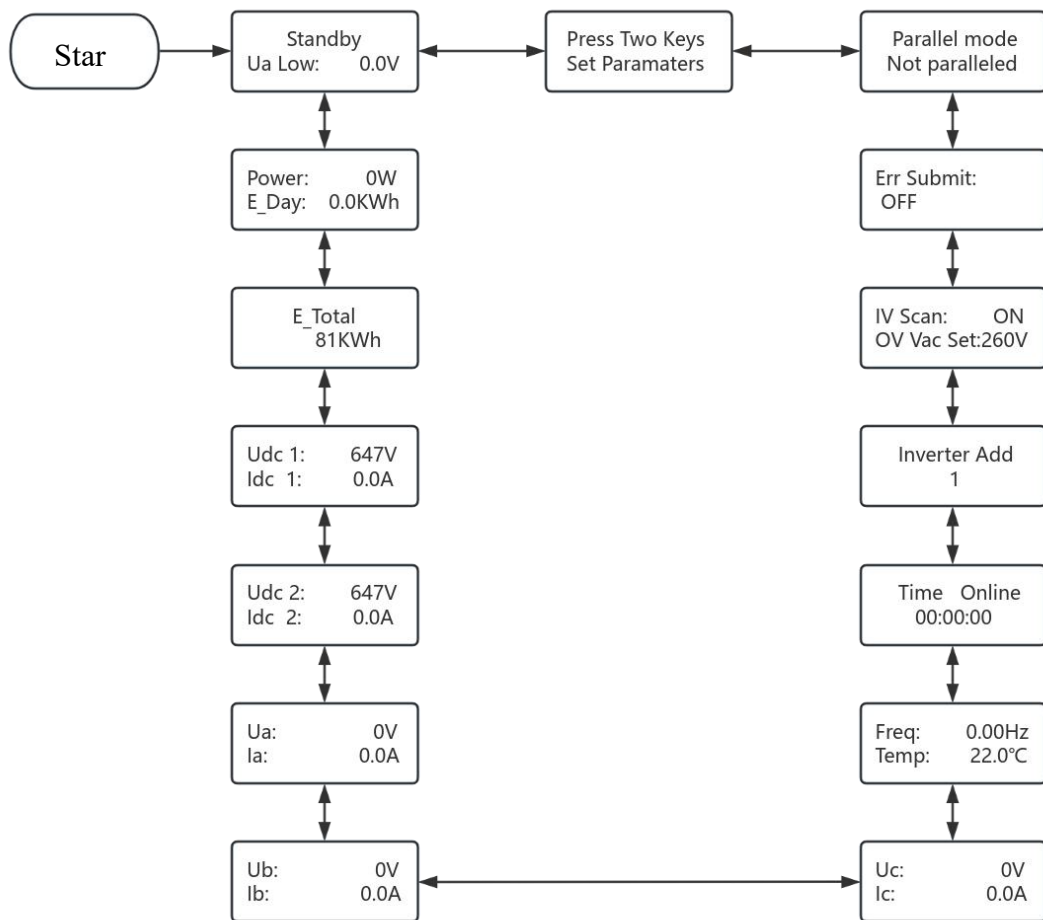 Star
Standby
Ua Low: 0.0V
Press Two Keys
Set Paramaters
Parallel mode
Not paralleled
Power: 0W
E_Day: 0.0KWh
Err Submit:
OFF
E_Total
81KWh
IV Scan: ON
OV Vac Set:260V
Udc 1: 647V
Idc 1: 0.0A
Inverter Add
1
Udc 2: 647V
Idc 2: 0.0A
Time Online
00:00:00
Ua: 0V
Ia: 0.0A
Freq: 0.00Hz
Temp: 22.0℃
Ub: 0V
Ib: 0.0A
Uc: 0V
Ic: 0.0A